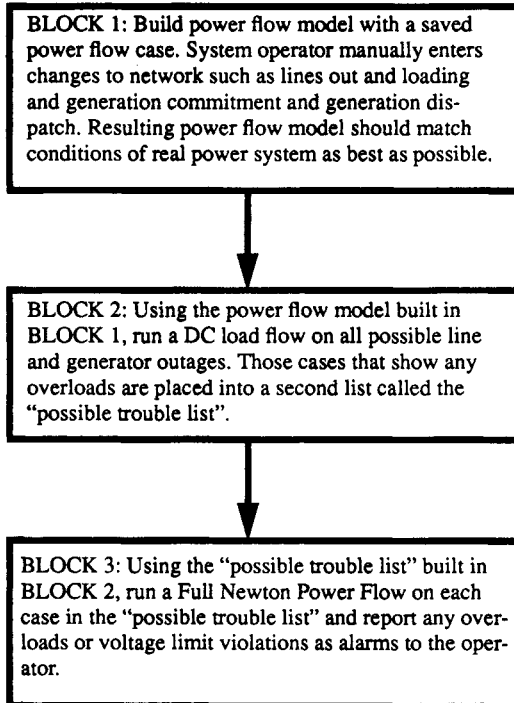 BLOCK 1: Build power flow model with a saved
power flow case. System operator manually enters
changes to network such as lines out and loading
and generation commitment and generation dis-
patch. Resulting power flow model should match
conditions of real power system as best as possible.
BLOCK 2: Using the power flow model built in
BLOCK 1, run a DC load flow on all possible line
and generator outages. Those cases that show any
overloads are placed into a second list called the
“possible trouble list”.
BLOCK 3: Using the “possible trouble list” built in
BLOCK 2, run a Full Newton Power Flow on each
case in the “possible trouble list” and report any over-
loads or voltage limit violations as alarms to the oper-
ator.